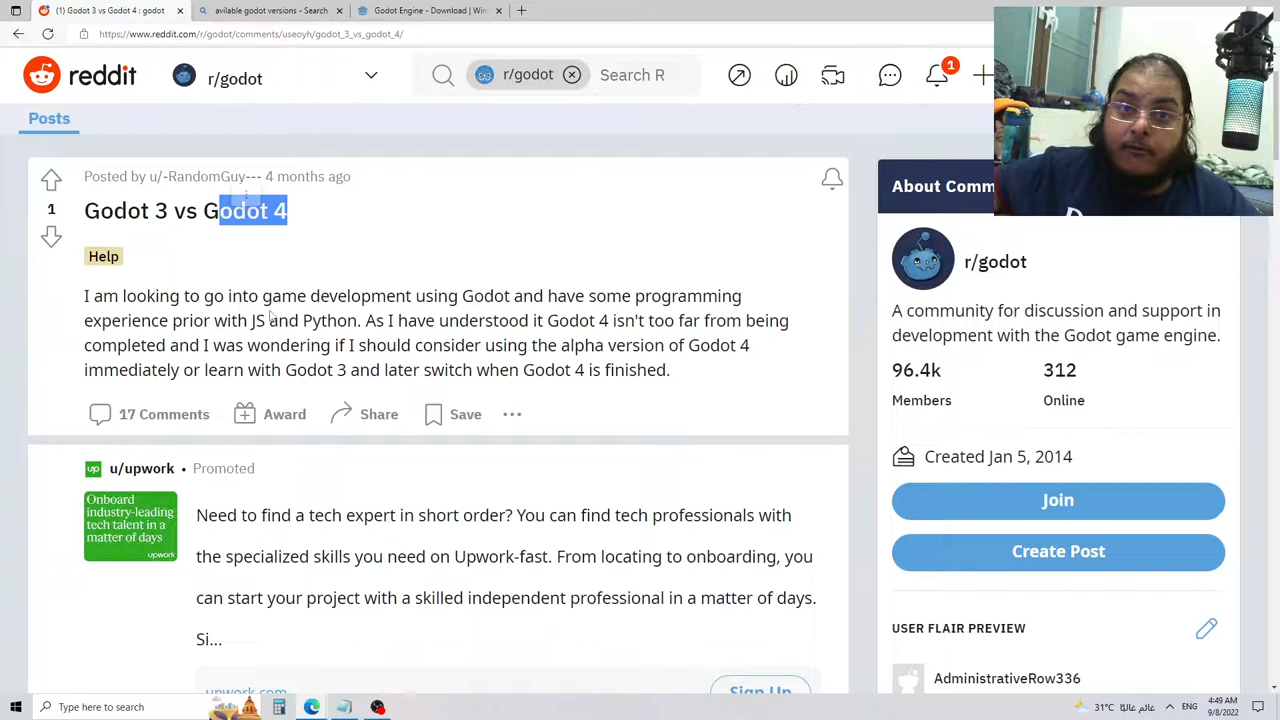 (1) Godot 3 vs Godot 4 : godot
avilable godot versions - Search
Godot Engine - Download | Win
https://www.reddit.com/r/godot/comments/useoyh/godot_3_vs_godot_4/
reddit
r/godot
r/godot
Search R
1
Posts
Posted by u/-RandomGuy--- 4 months ago
1
Godot 3 vs Godot 4
Help
I am looking to go into game development using Godot and have some programming
experience prior with JS and Python. As I have understood it Godot 4 isn't too far from being
completed and I was wondering if I should consider using the alpha version of Godot 4
immediately or learn with Godot 3 and later switch when Godot 4 is finished.
17 Comments
Award
Share
Save
u/upwork • Promoted
Onboard
industry-leading
tech talent in a
matter of days
upwork
Need to find a tech expert in short order? You can find tech professionals with
the specialized skills you need on Upwork-fast. From locating to onboarding, you
can start your project with a skilled independent professional in a matter of days.
Si...
upwork.com
Sign Up
About Comm
r/godot
A community for discussion and support in
development with the Godot game engine.
96.4k
Members
312
Online
Created Jan 5, 2014
Join
Create Post
USER FLAIR PREVIEW
AdministrativeRow336
Type here to search
31°C
غائم غالبًا
ENG
4:49 AM
9/8/2022